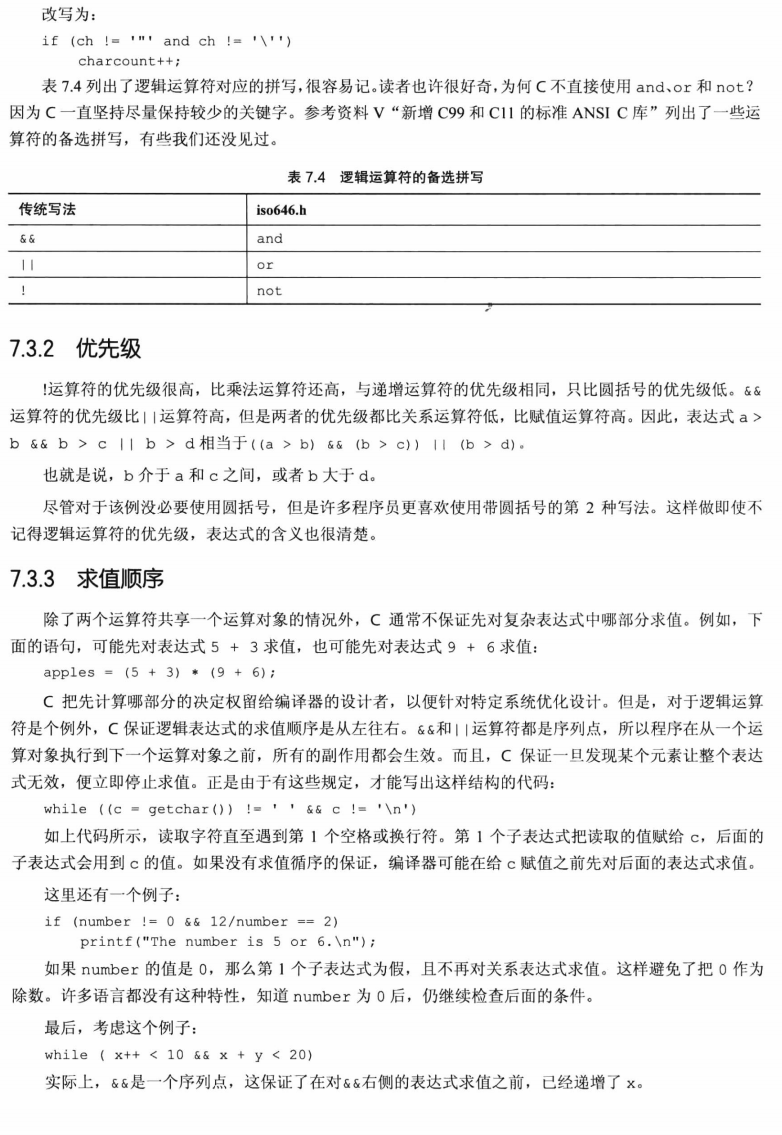 改写为：
if (ch != '"' and ch != '\'')
charcount++;
表 7.4 列出了逻辑运算符对应的拼写，很容易记。读者也许很好奇，为何 C 不直接使用 and、or 和 not？
因为 C 一直坚持尽量保持较少的关键字。参考资料 V“新增 C99 和 C11 的标准 ANSI C 库”列出了一些运
算符的备选拼写，有些我们还没见过。
表 7.4 逻辑运算符的备选拼写
传统写法 iso646.h
&& and
|| or
! not
7.3.2 优先级
!运算符的优先级很高，比乘法运算符还高，与递增运算符的优先级相同，只比圆括号的优先级低。&&
运算符的优先级比||运算符高，但是两者的优先级都比关系运算符低，比赋值运算符高。因此，表达式 a >
b && b > c || b > d 相当于((a > b) && (b > c)) || (b > d)。
也就是说，b 介于 a 和 c 之间，或者 b 大于 d。
尽管对于该例没必要使用圆括号，但是许多程序员更喜欢使用带圆括号的第 2 种写法。这样做即使不
记得逻辑运算符的优先级，表达式的含义也很清楚。
7.3.3 求值顺序
除了两个运算符共享一个运算对象的情况外，C 通常不保证先对复杂表达式中哪部分求值。例如，下
面的语句，可能先对表达式 5 + 3 求值，也可能先对表达式 9 + 6 求值：
apples = (5 + 3) * (9 + 6);
C 把先计算哪部分的决定权留给编译器的设计者，以便针对特定系统优化设计。但是，对于逻辑运算
符是个例外，C 保证逻辑表达式的求值顺序是从左往右。&&和||运算符都是序列点，所以程序在从一个运
算对象执行到下一个运算对象之前，所有的副作用都会生效。而且，C 保证一旦发现某个元素让整个表达
式无效，便立即停止求值。正是由于有这些规定，才能写出这样结构的代码：
while ((c = getchar()) != ' ' && c != '\n')
如上代码所示，读取字符直至遇到第 1 个空格或换行符。第 1 个子表达式把读取的值赋给 c，后面的
子表达式会用到 c 的值。如果没有求值循序的保证，编译器可能在给 c 赋值之前先对后面的表达式求值。
这里还有一个例子：
if (number != 0 && 12/number == 2)
printf("The number is 5 or 6.\n");
如果 number 的值是 0，那么第 1 个子表达式为假，且不再对关系表达式求值。这样避免了把 0 作为
除数。许多语言都没有这种特性，知道 number 为 0 后，仍继续检查后面的条件。
最后，考虑这个例子：
while ( x++ < 10 && x + y < 20)
实际上，&&是一个序列点，这保证了在对&&右侧的表达式求值之前，已经递增了 x。